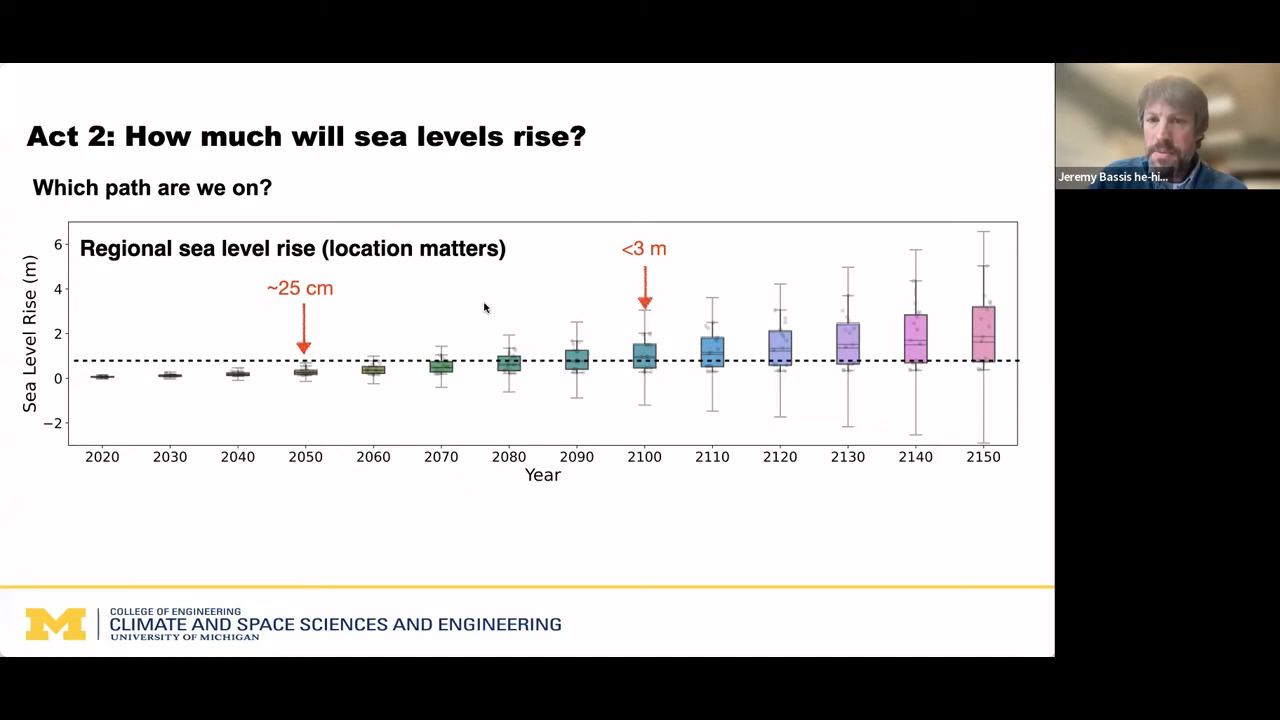 Act 2: How much will sea levels rise?
Which path are we on?
Regional sea level rise (location matters)
~25 cm
<3 m
Sea Level Rise (m)
6
4
2
0
−2
2020 2030 2040 2050 2060 2070 2080 2090 2100 2110 2120 2130 2140 2150
Year
M
COLLEGE OF ENGINEERING
CLIMATE AND SPACE SCIENCES AND ENGINEERING
UNIVERSITY OF MICHIGAN
Jeremy Bassis he-hi...